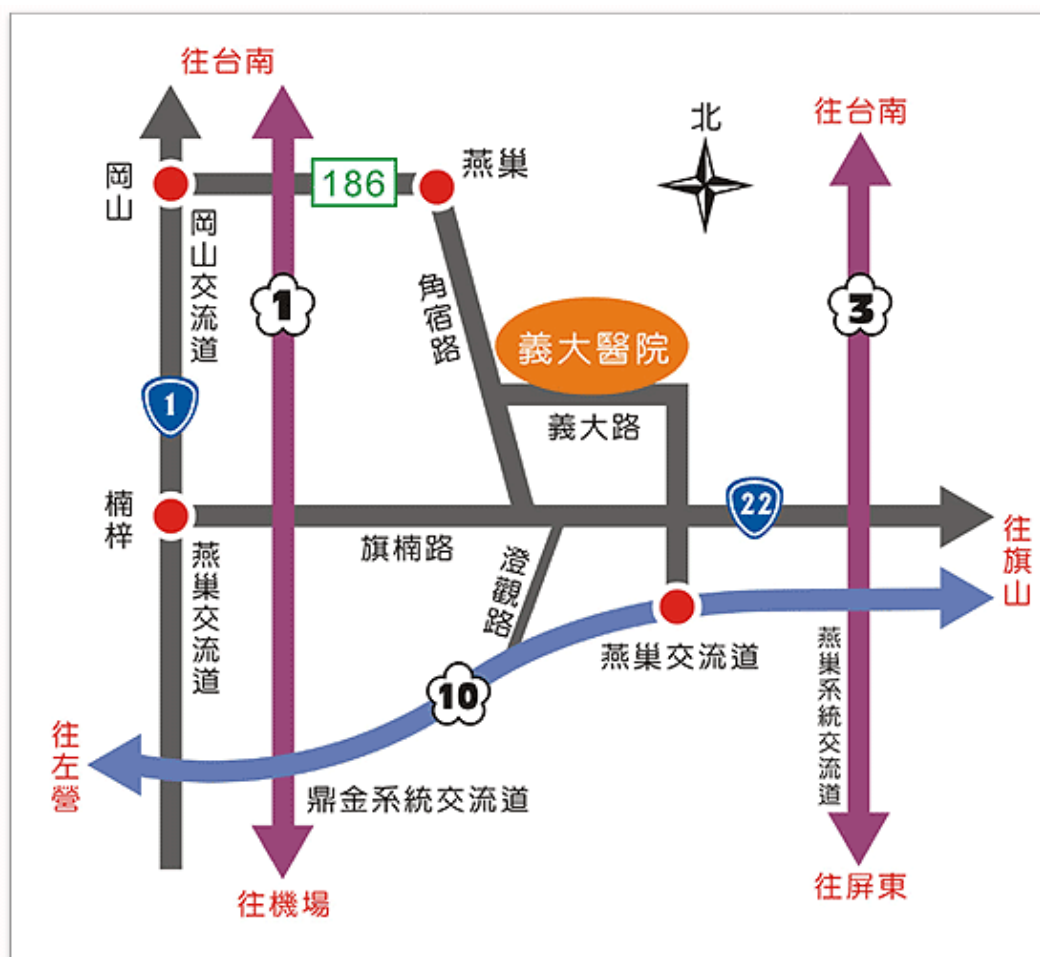 往台南
往台南
北
燕巢
186
岡山
岡山交流道
角宿路
1
3
義大醫院
1
義大路
22
楠梓
旗楠路
往旗山
燕巢交流道
澄觀路
燕巢交流道
燕巢系統交流道
10
往左營
鼎金系統交流道
往屏東
往機場